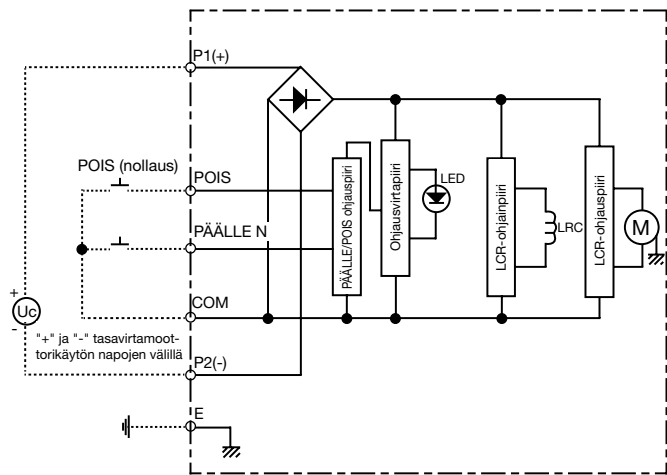 P1(+)
POIS (nollaus)
POIS
PÄÄLLE N
COM
+
Uc
-
"+" ja "-" tasavirtamoot-
torikäytön napojen välillä
P2(-)
E
PÄÄLLE/POIS ohjauspiiri
Ohjausvirtapiiri
LED
LCR-ohjainpiiri
LRC
LCR-ohjauspiiri
M